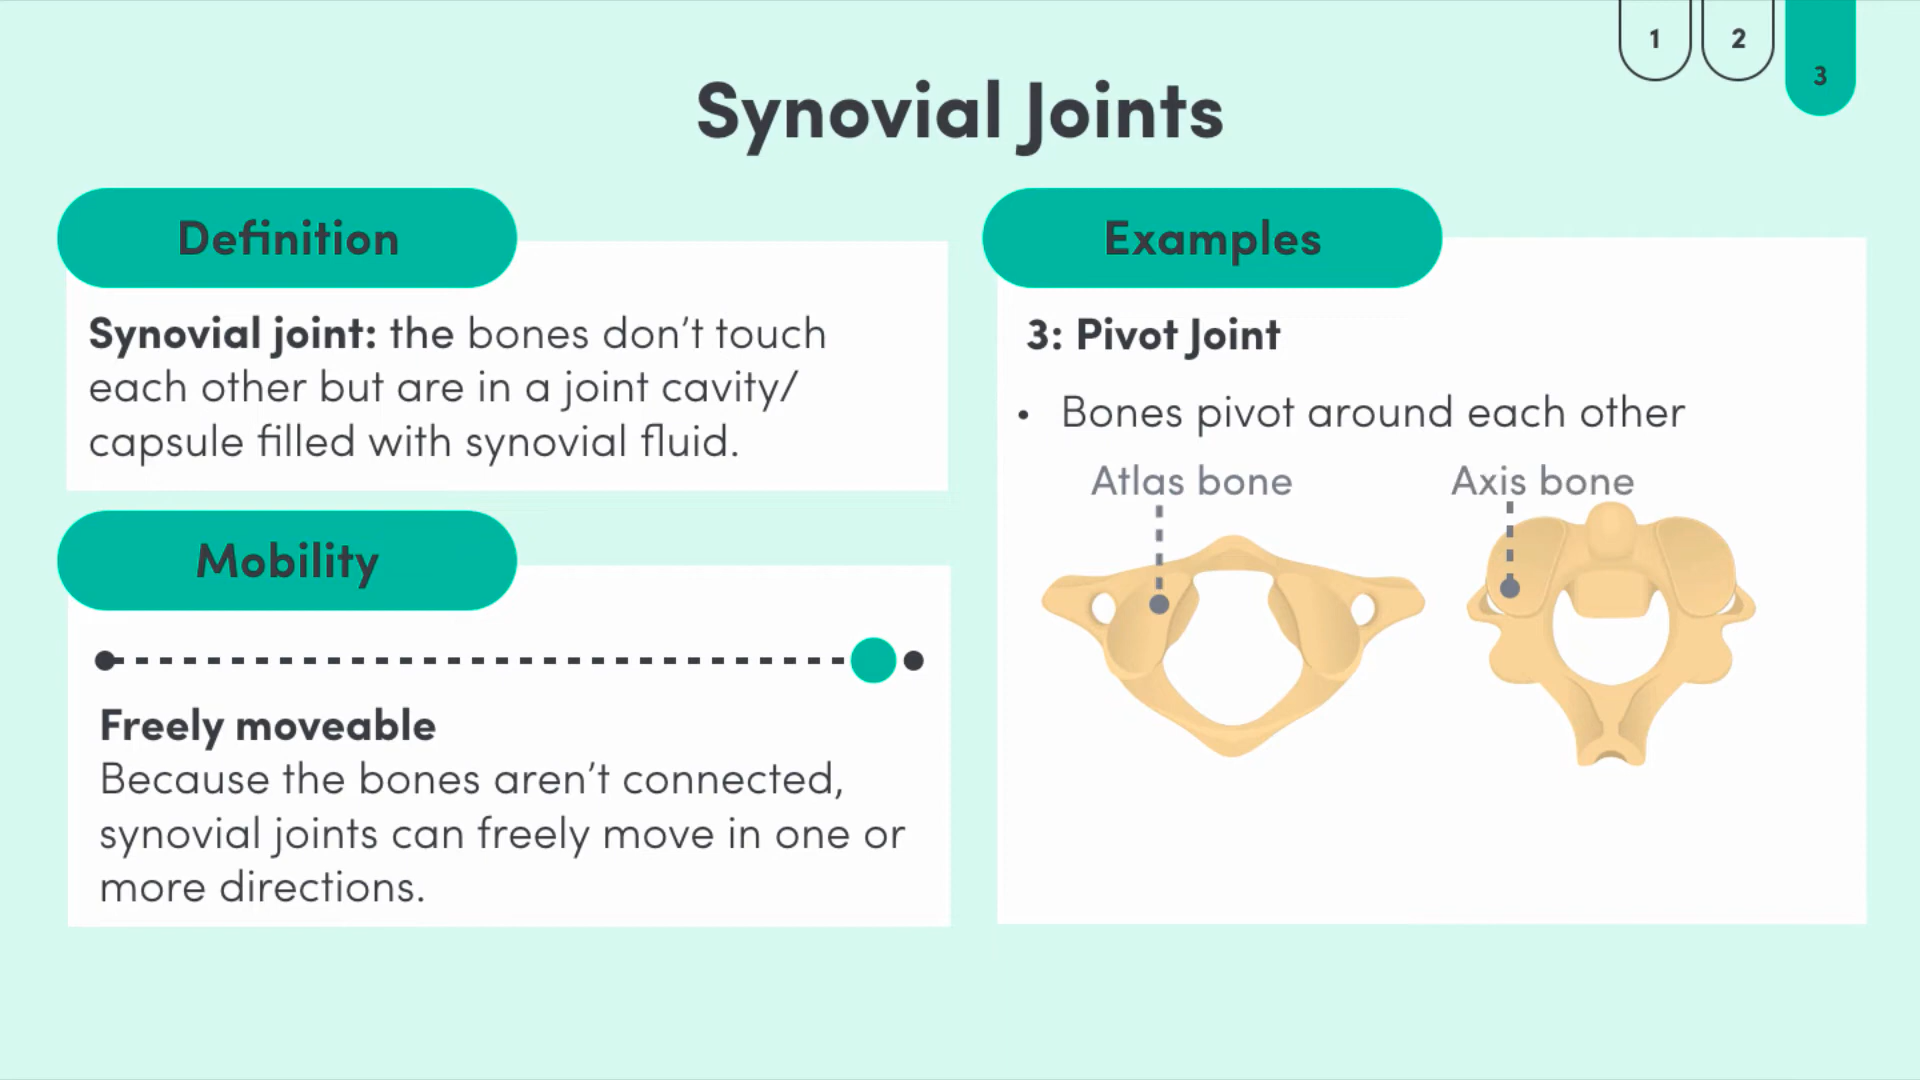 1 2 3
Synovial Joints
Definition
Synovial joint: the bones don't touch
each other but are in a joint cavity/
capsule filled with synovial fluid.
Mobility
Freely moveable
Because the bones aren't connected,
synovial joints can freely move in one or
more directions.
Examples
3: Pivot Joint
• Bones pivot around each other
Atlas bone
Axis bone